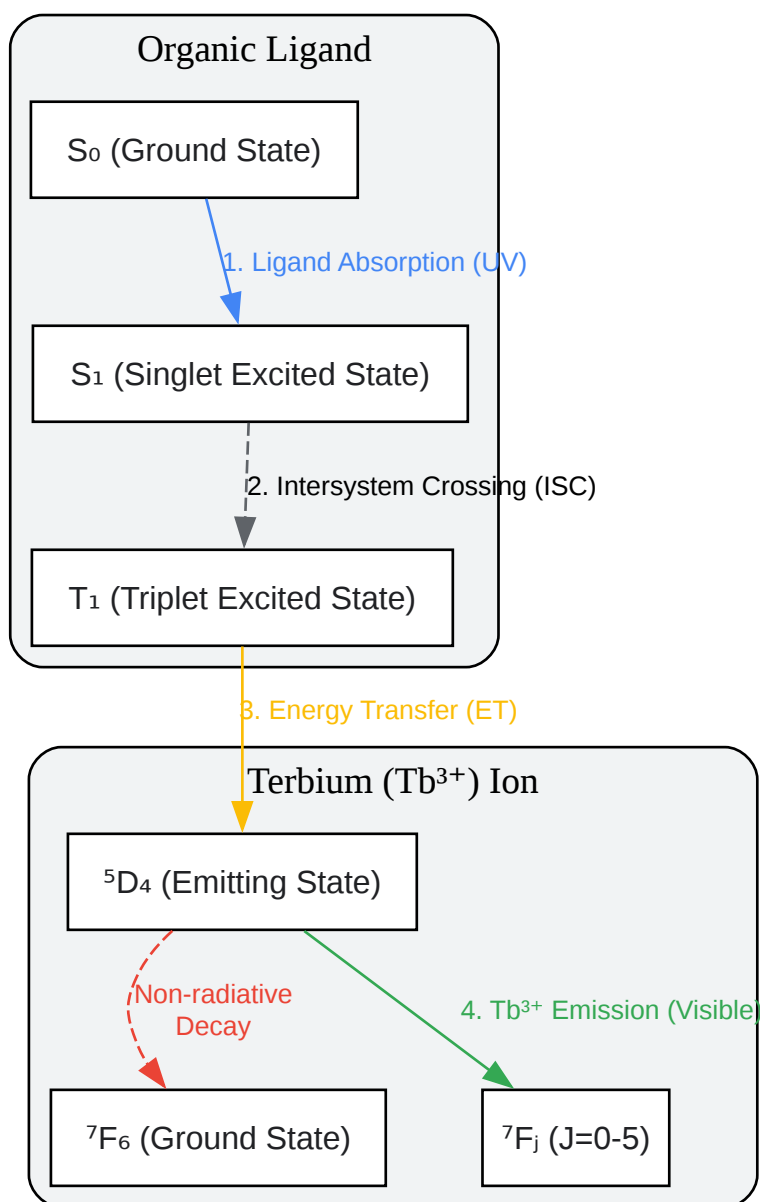 Organic Ligand
S₀ (Ground State)
1. Ligand Absorption (UV)
S₁ (Singlet Excited State)
2. Intersystem Crossing (ISC)
T₁ (Triplet Excited State)
3. Energy Transfer (ET)
Terbium (Tb³⁺) Ion
⁵D₄ (Emitting State)
Non-radiative
Decay
4. Tb³⁺ Emission (Visible)
⁷F₆ (Ground State)
⁷Fⱼ (J=0-5)